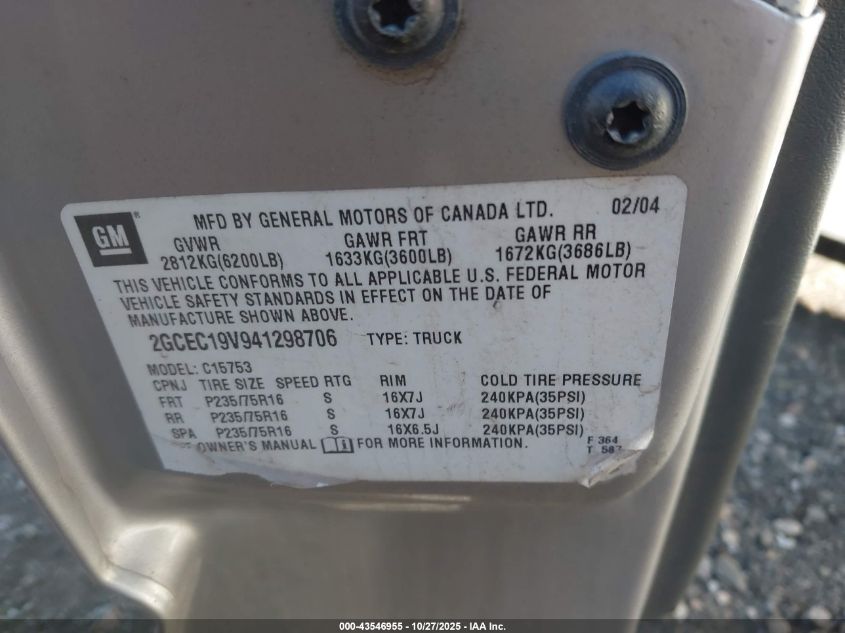 GM®
MFD BY GENERAL MOTORS OF CANADA LTD. 02/04
GVWR GAWR FRT GAWR RR
2812KG(6200LB) 1633KG(3600LB) 1672KG(3686LB)
THIS VEHICLE CONFORMS TO ALL APPLICABLE U.S. FEDERAL MOTOR
VEHICLE SAFETY STANDARDS IN EFFECT ON THE DATE OF
MANUFACTURE SHOWN ABOVE.
2GCEC19V941298706 TYPE: TRUCK
MODEL: C15753
CPNJ TIRE SIZE SPEED RTG RIM COLD TIRE PRESSURE
FRT P235/75R16 S 16X7J 240KPA(35PSI)
RR P235/75R16 S 16X7J 240KPA(35PSI)
SPA P235/75R16 S 16X6.5J 240KPA(35PSI)
OWNER'S MANUAL FOR MORE INFORMATION.
F 364
T 587
000-43546955 - 10/27/2025 - IAA Inc.